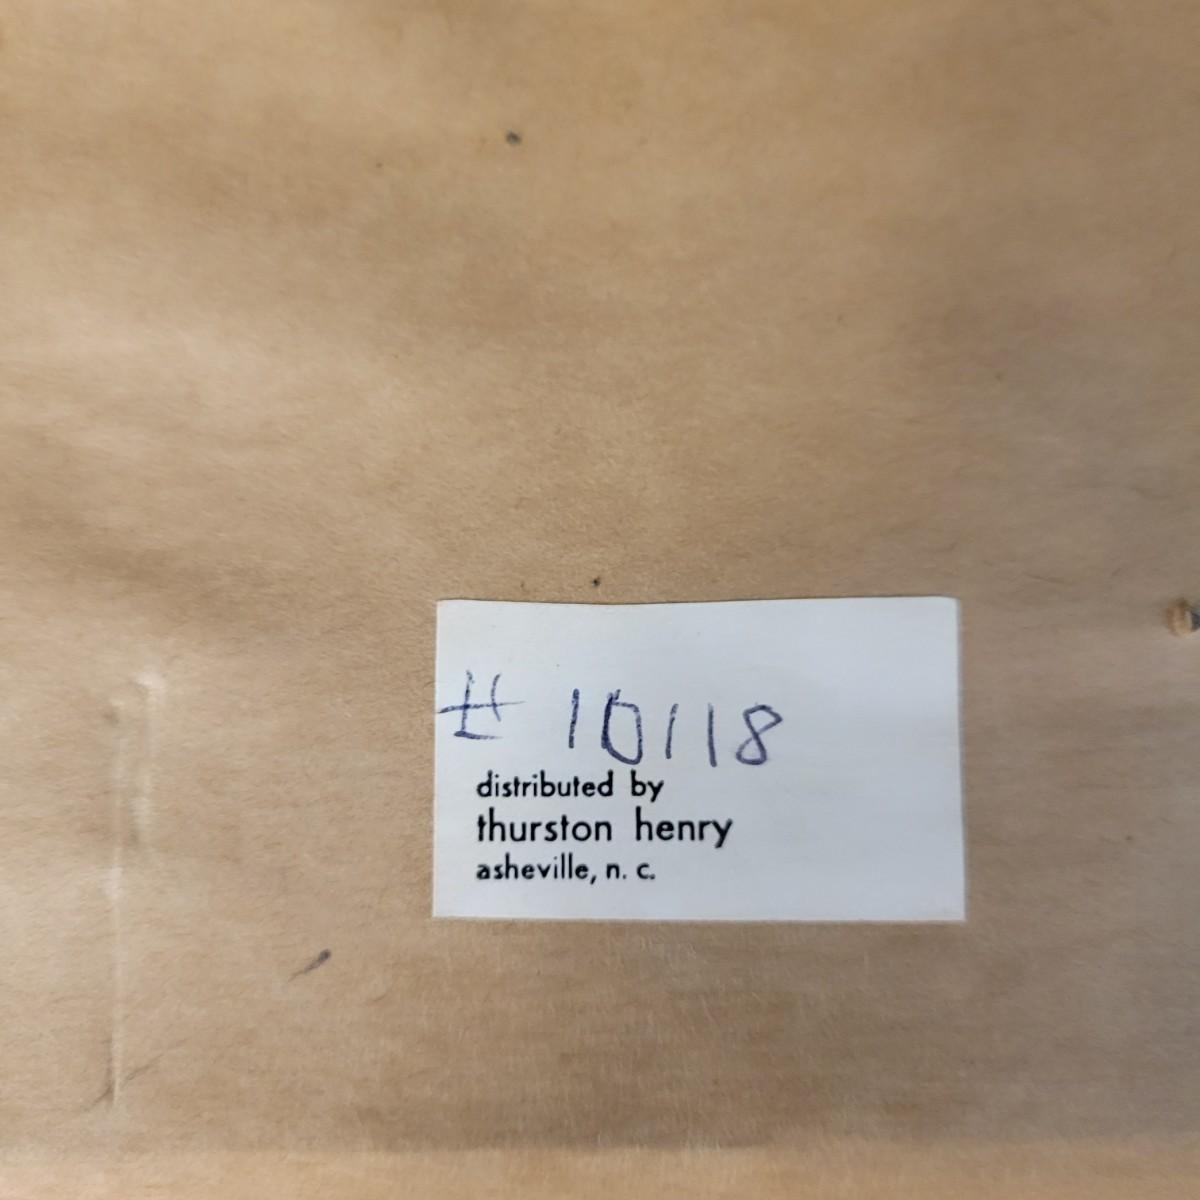 # 10118
distributed by
thurston henry
asheville, n. c.